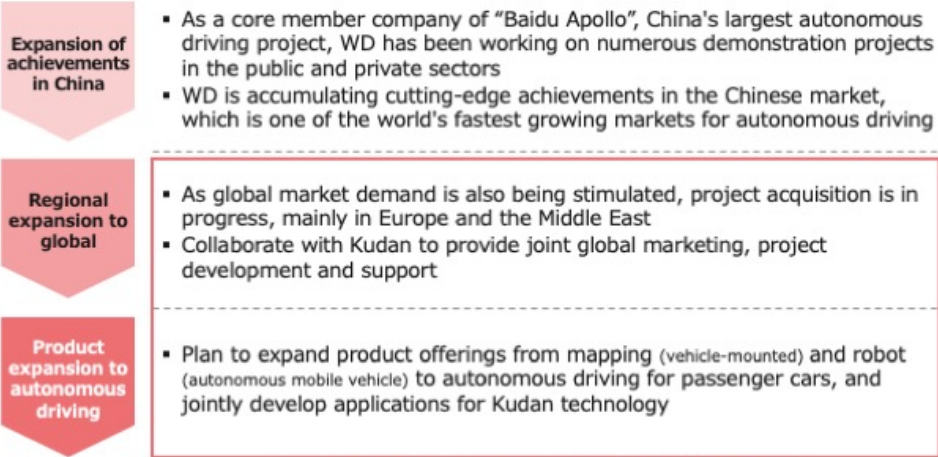 Expansion of
achievements
in China
▪ As a core member company of “Baidu Apollo”, China's largest autonomous
driving project, WD has been working on numerous demonstration projects
in the public and private sectors
▪ WD is accumulating cutting-edge achievements in the Chinese market,
which is one of the world's fastest growing markets for autonomous driving
Regional
expansion to
global
▪ As global market demand is also being stimulated, project acquisition is in
progress, mainly in Europe and the Middle East
▪ Collaborate with Kudan to provide joint global marketing, project
development and support
Product
expansion to
autonomous
driving
▪ Plan to expand product offerings from mapping (vehicle-mounted) and robot
(autonomous mobile vehicle) to autonomous driving for passenger cars, and
jointly develop applications for Kudan technology